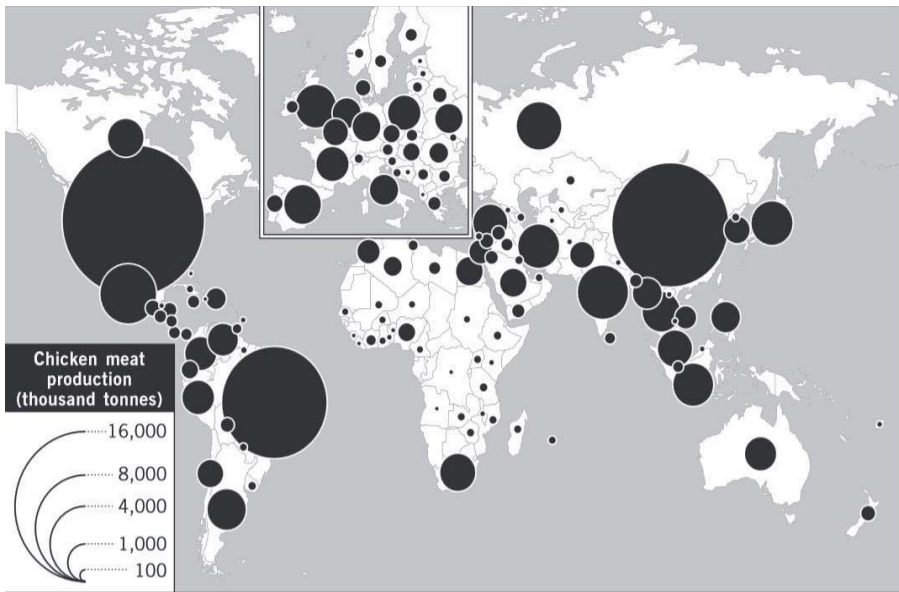 Chicken meat
production
(thousand tonnes)
16,000
8,000
4,000
1,000
100